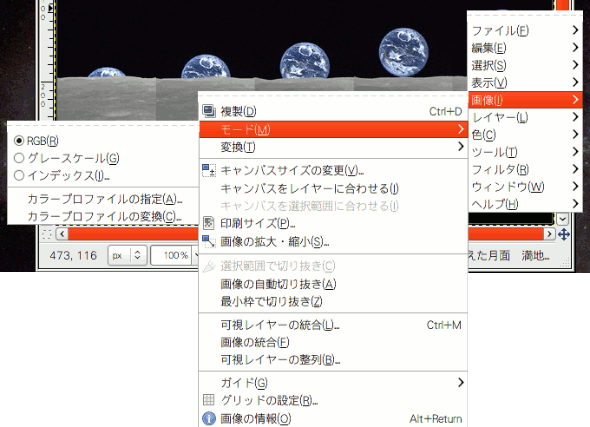 ファイル(F)
編集(E)
選択(S)
表示(V)
画像(I)
レイヤー(L)
色(C)
ツール(T)
フィルタ(R)
ウィンドウ(W)
ヘルプ(H)
複製(D) Ctrl+D
モード(M)
変換(T)
キャンバスサイズの変更(V)...
キャンバスをレイヤーに合わせる(I)
キャンバスを選択範囲に合わせる(I)
印刷サイズ(P)...
画像の拡大・縮小(S)...
選択範囲で切り抜き(C)
画像の自動切り抜き(A)
最小枠で切り抜き(Z)
可視レイヤーの統合(L)... Ctrl+M
画像の統合(F)
可視レイヤーの整列(B)...
ガイド(G)
グリッドの設定(R)...
画像の情報(O) Alt+Return
RGB(R)
グレースケール(G)
インデックス(I)...
カラープロファイルの指定(A)...
カラープロファイルの変換(C)...
200
473, 116 px 100% えた月面 満地...